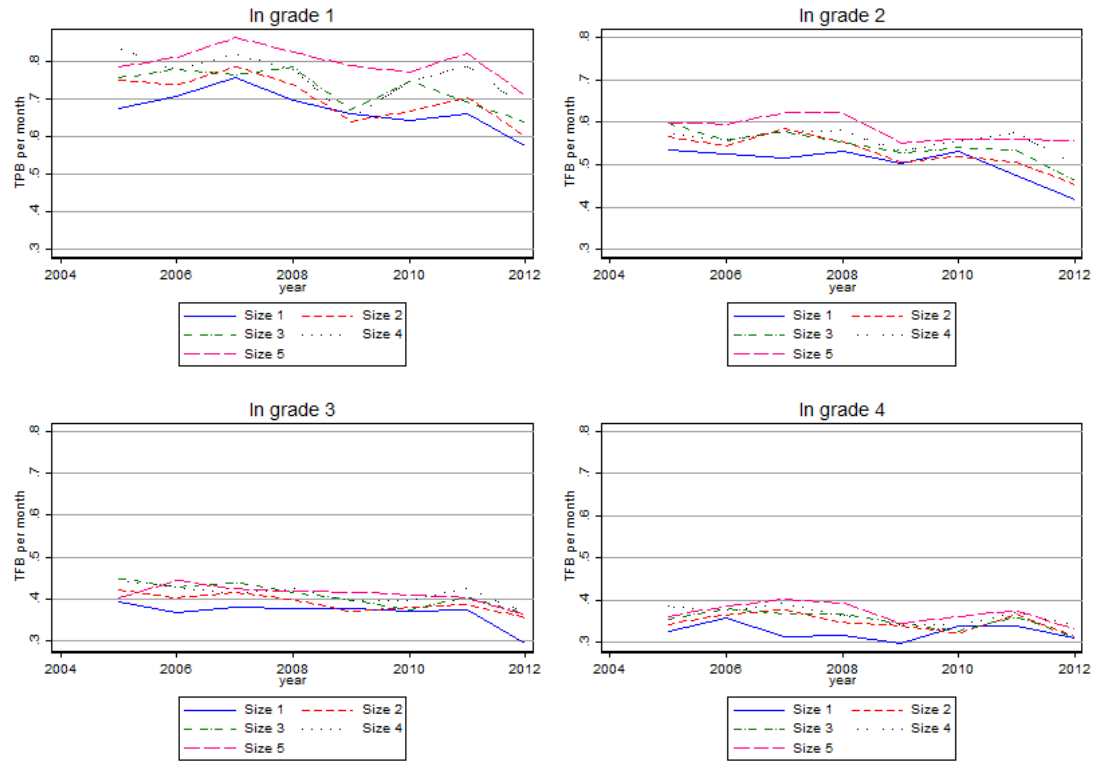 In grade 1
TFB per month
.8
.7
.6
.5
.4
.3
2004 2006 2008 2010 2012
year
Size 1 Size 2
Size 3 Size 4
Size 5
In grade 2
TFB per month
.8
.7
.6
.5
.4
.3
2004 2006 2008 2010 2012
year
Size 1 Size 2
Size 3 Size 4
Size 5
In grade 3
TFB per month
.8
.7
.6
.5
.4
.3
2004 2006 2008 2010 2012
year
Size 1 Size 2
Size 3 Size 4
Size 5
In grade 4
TFB per month
.8
.7
.6
.5
.4
.3
2004 2006 2008 2010 2012
year
Size 1 Size 2
Size 3 Size 4
Size 5